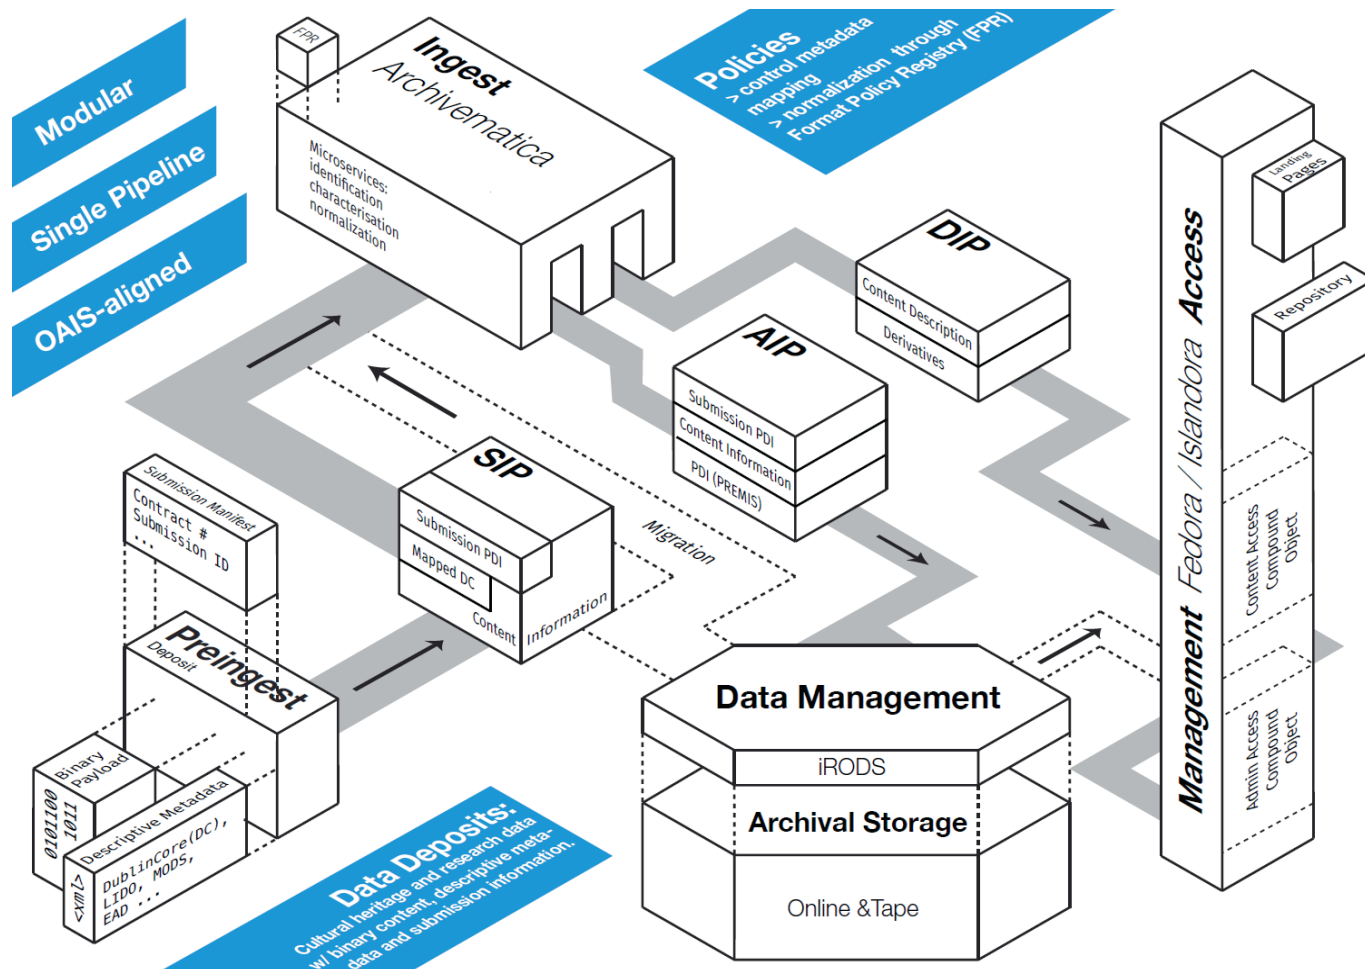 Modular
Single Pipeline
OAIS-aligned
FPR
Ingest
Archivematica
Microservices:
identification
characterisation
normalization
Policies
> control metadata
mapping
> normalization through
Format Policy Registry (FPR)
DIP
Content Description
Derivatives
AIP
Submission PDI
Content Information
PDI (PREMIS)
SIP
Submission PDI
Mapped DC
Content
Information
Migration
Submission Manifest
Contract #
Submission ID
...
Preingest
Deposit
Binary
Payload
0101100
1011
Descriptive Metadata
<xml>
DublinCore(DC),
LIDO, MODS,
EAD ...
Data Deposits:
Cultural heritage and research data
w/ binary content, descriptive meta-
data and submission information.
Data Management
iRODS
Archival Storage
Online &Tape
Management Fedora / Islandora Access
Landing
Pages
Repository
Content Access
Compound
Object
Admin Access
Compound
Object